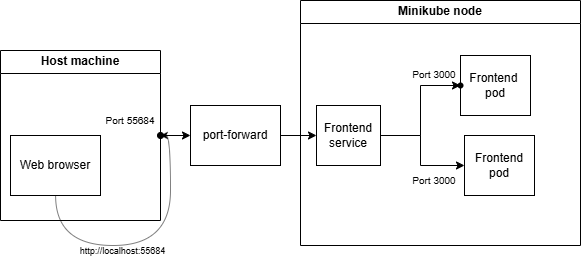 Minikube node
Host machine
Port 3000
Frontend
pod
Port 55684
port-forward
Frontend
service
Web browser
Frontend
pod
Port 3000
http://localhost:55684